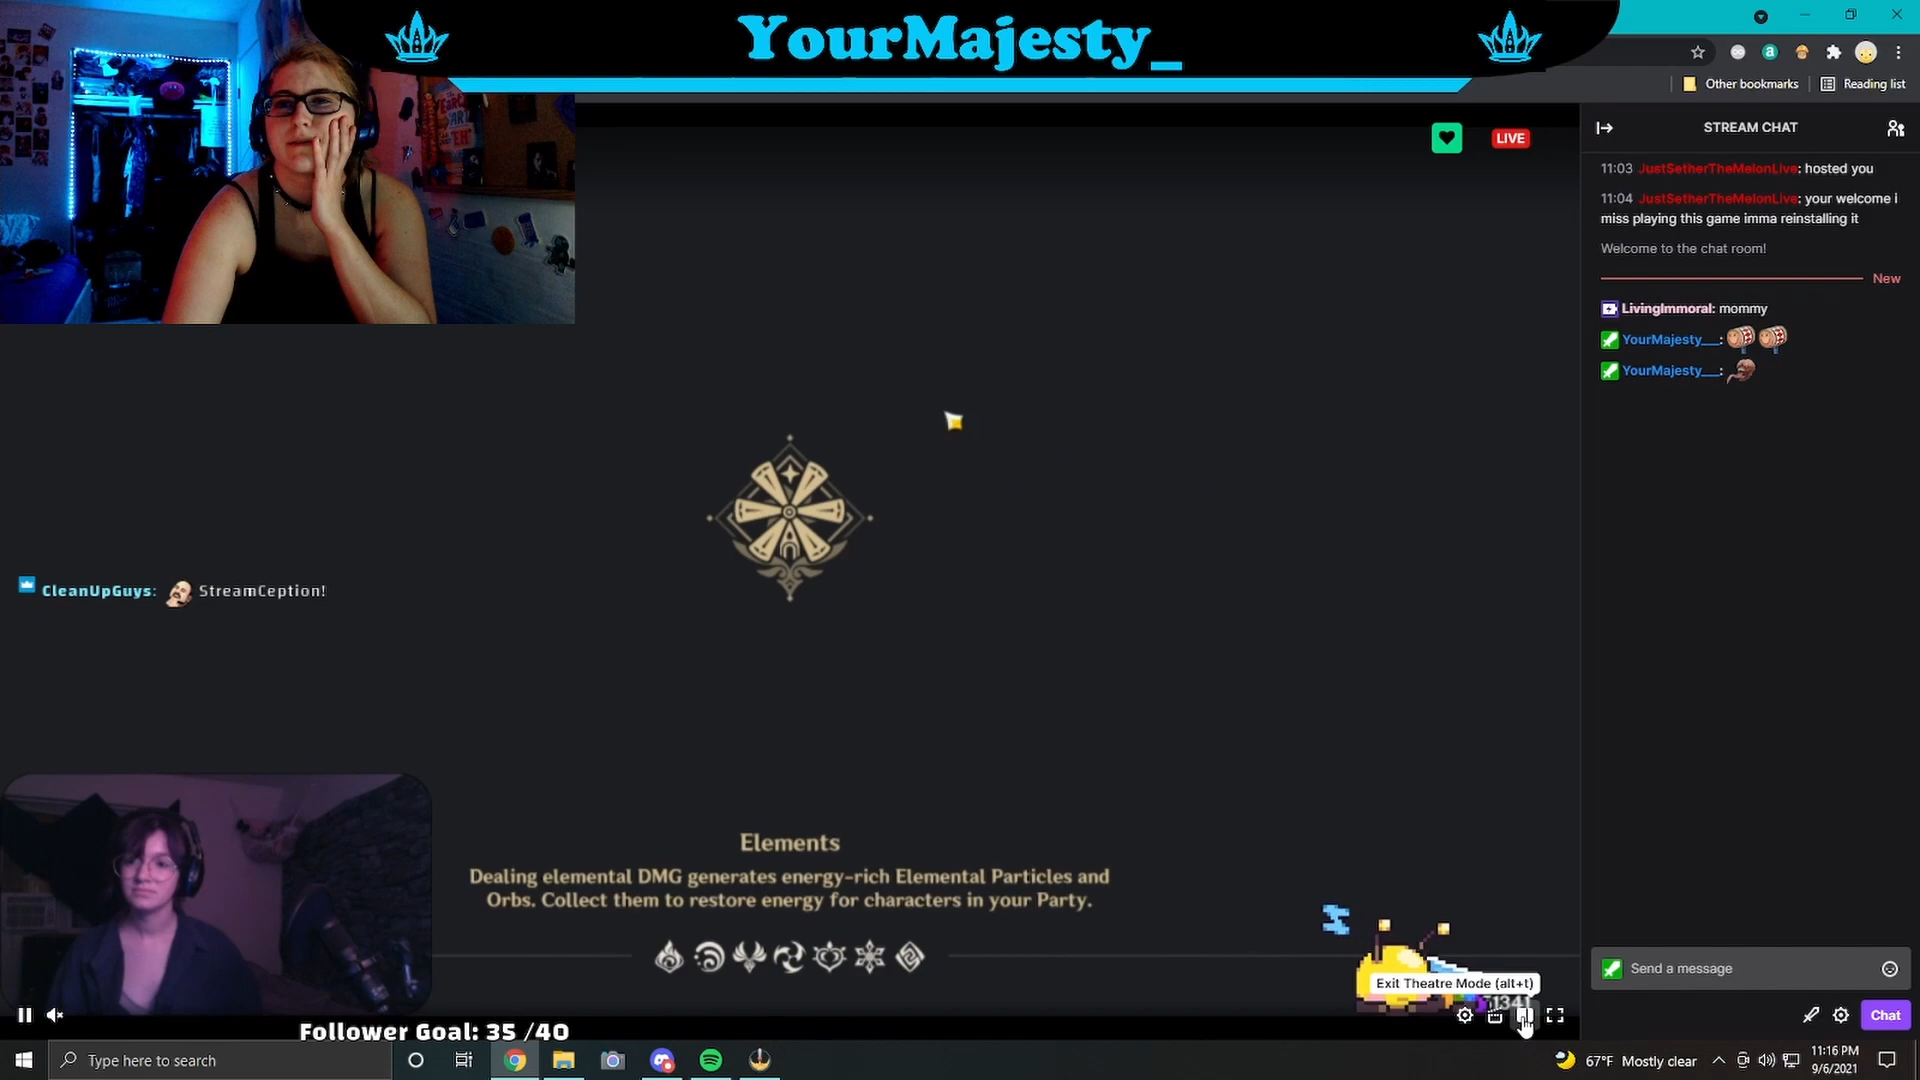 YourMajesty_
Other bookmarks
Reading list
LIVE
STREAM CHAT
11:03 JustSetherTheMelonLive: hosted you
11:04 JustSetherTheMelonLive: your welcome i
miss playing this game imma reinstalling it
Welcome to the chat room!
New
LivingImmoral: mommy
YourMajesty__:
YourMajesty__:
CleanUpGuys: StreamCeption!
Elements
Dealing elemental DMG generates energy-rich Elemental Particles and
Orbs. Collect them to restore energy for characters in your Party.
Exit Theatre Mode (alt+t)
Send a message
Chat
Follower Goal: 35 /40
Type here to search
67°F Mostly clear
11:16 PM
9/6/2021